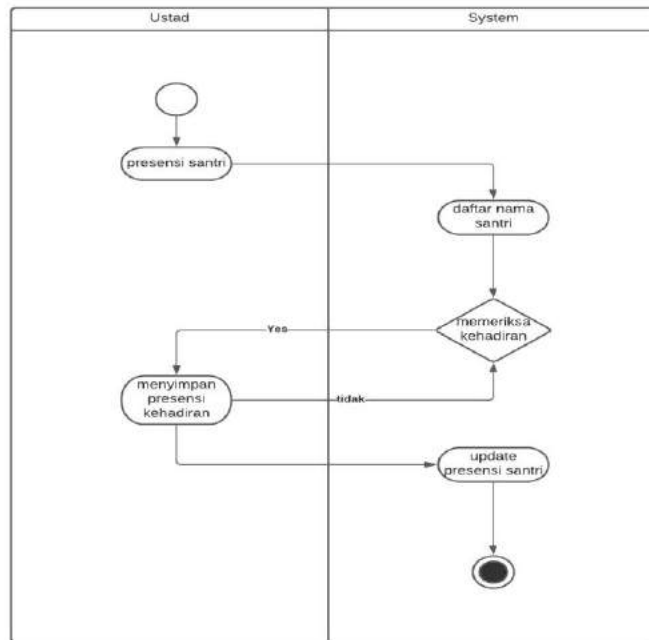 Ustad
System
presensi santri
daftar nama
santri
memeriksa
kehadiran
Yes
menyimpan
presensi
kehadiran
tidak
update
presensi santri